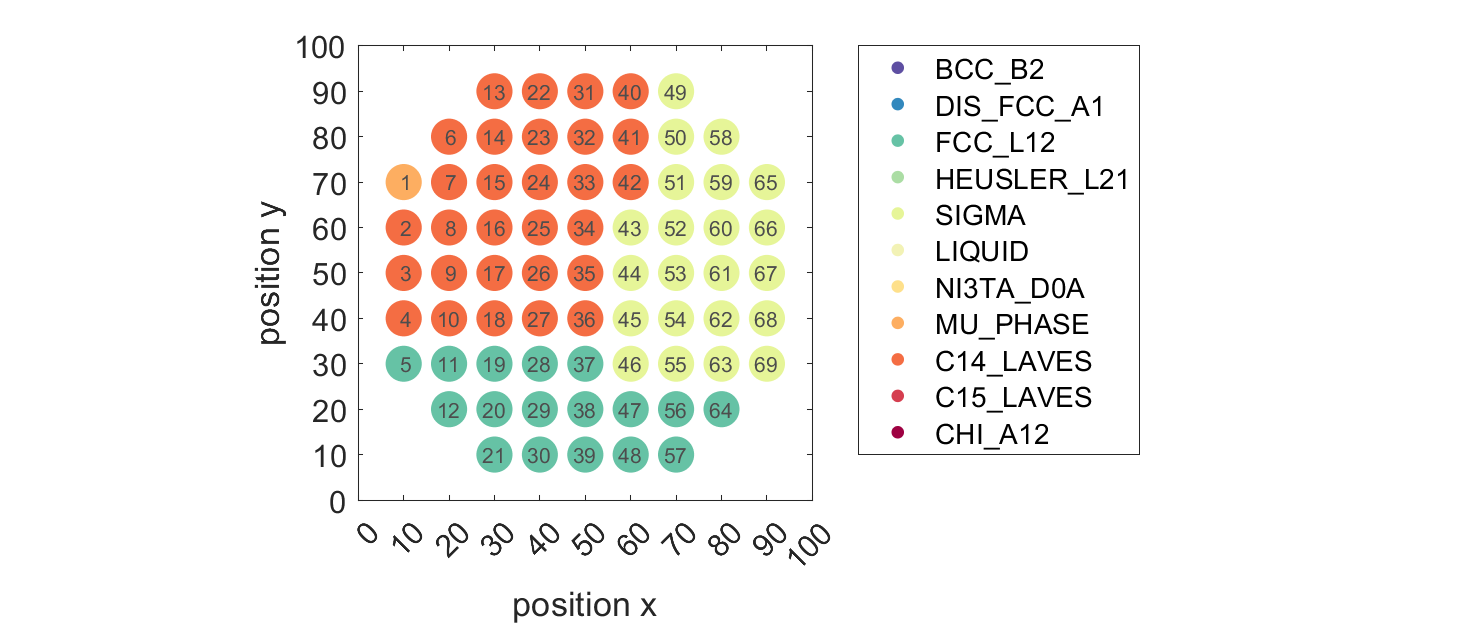 100
90
80
70
60
50
40
30
20
10
0
position y
13 22 31 40 49
6 14 23 32 41 50 58
1 7 15 24 33 42 51 59 65
2 8 16 25 34 43 52 60 66
3 9 17 26 35 44 53 61 67
4 10 18 27 36 45 54 62 68
5 11 19 28 37 46 55 63 69
12 20 29 38 47 56 64
21 30 39 48 57
0 10 20 30 40 50 60 70 80 90 100
position x
BCC_B2
DIS_FCC_A1
FCC_L12
HEUSLER_L21
SIGMA
LIQUID
NI3TA_D0A
MU_PHASE
C14_LAVES
C15_LAVES
CHI_A12